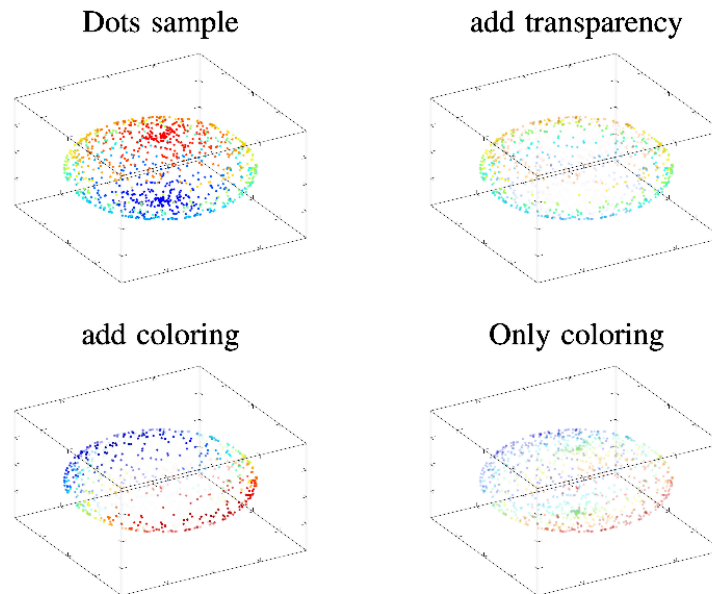 Dots sample
add transparency
add coloring
Only coloring